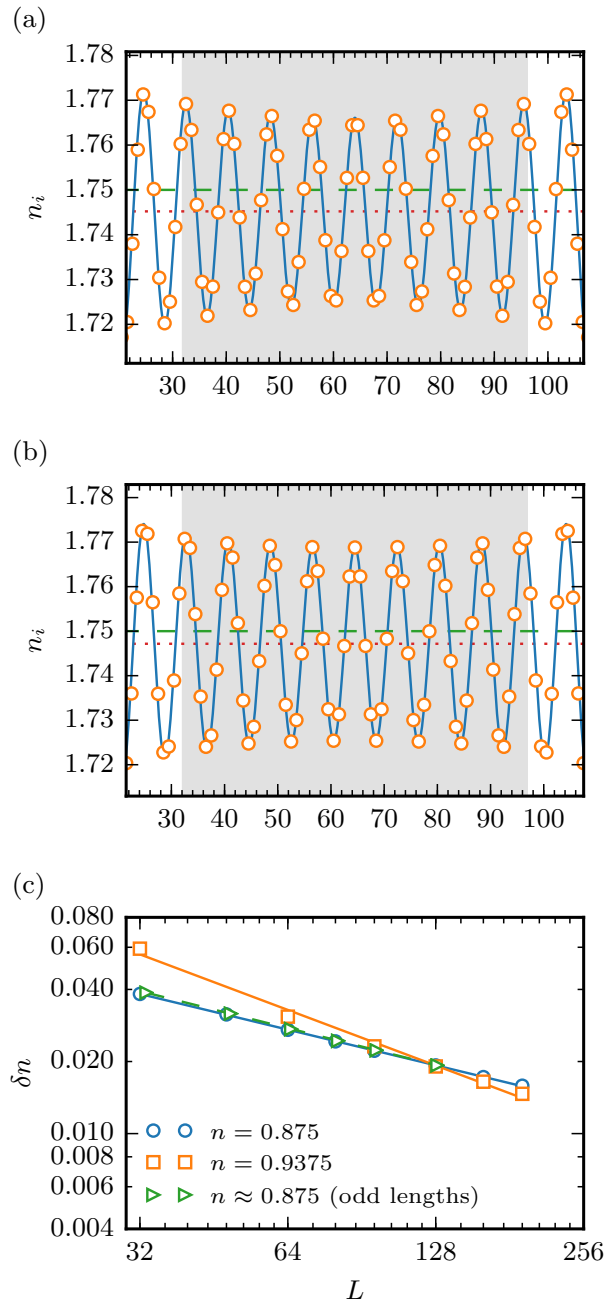 (a)
1.78
1.77
1.76
1.75
1.74
1.73
1.72
n_i
30 40 50 60 70 80 90 100
(b)
1.78
1.77
1.76
1.75
1.74
1.73
1.72
n_i
30 40 50 60 70 80 90 100
(c)
0.080
0.060
0.040
0.020
0.010
0.008
0.006
0.004
δn
n = 0.875
n = 0.9375
n ≈ 0.875 (odd lengths)
32 64 128 256
L